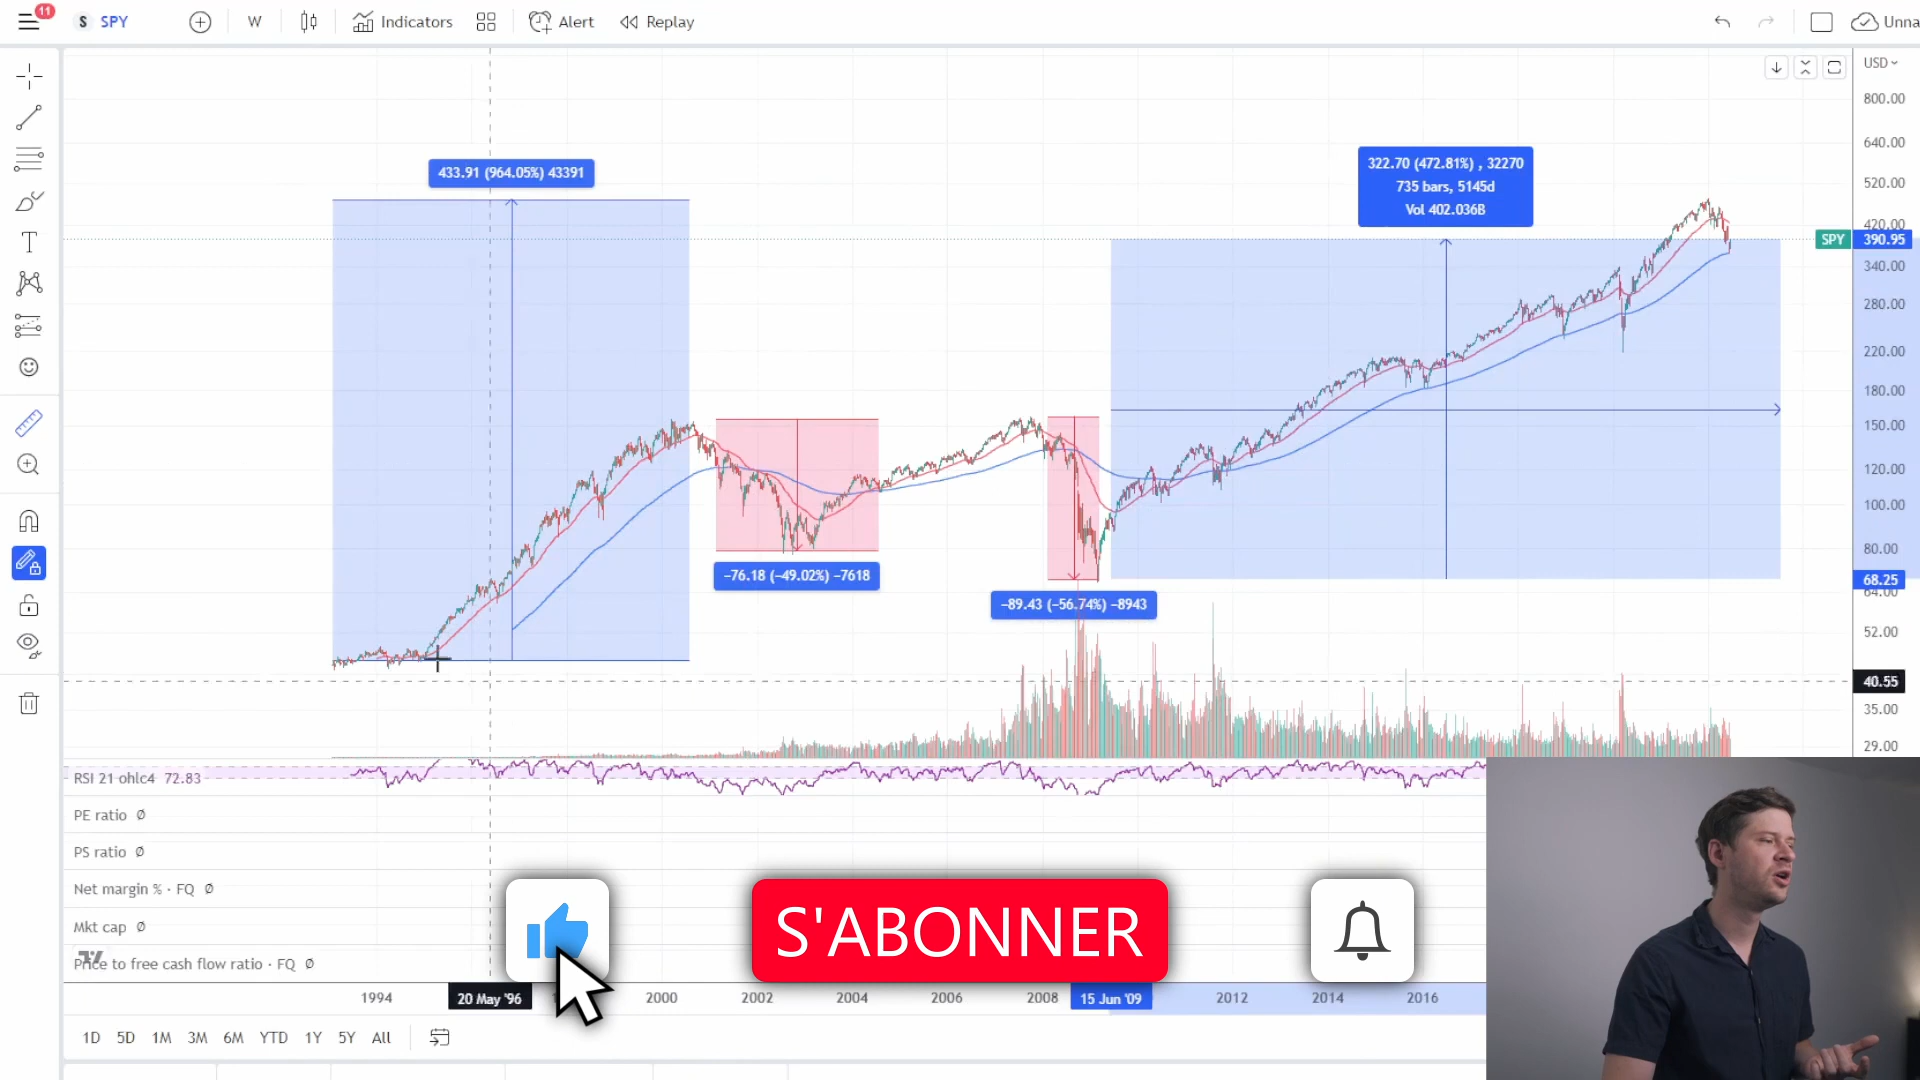 11
S SPY
W
Indicators
Alert
Replay
Unna
USD
800.00
640.00
520.00
420.00
SPY 390.95
340.00
280.00
220.00
180.00
150.00
120.00
100.00
80.00
68.25
64.00
52.00
40.55
35.00
29.00
433.91 (964.05%) 43391
322.70 (472.81%) , 32270
735 bars, 5145d
Vol 402.036B
−76.18 (−49.02%) −7618
−89.43 (−56.74%) −8943
RSI 21 ohlc4 72.83
PE ratio Ø
PS ratio Ø
Net margin % · FQ Ø
Mkt cap Ø
Price to free cash flow ratio · FQ Ø
S'ABONNER
1994
20 May '96
2000
2002
2004
2006
2008
15 Jun '09
2012
2014
2016
1D 5D 1M 3M 6M YTD 1Y 5Y All